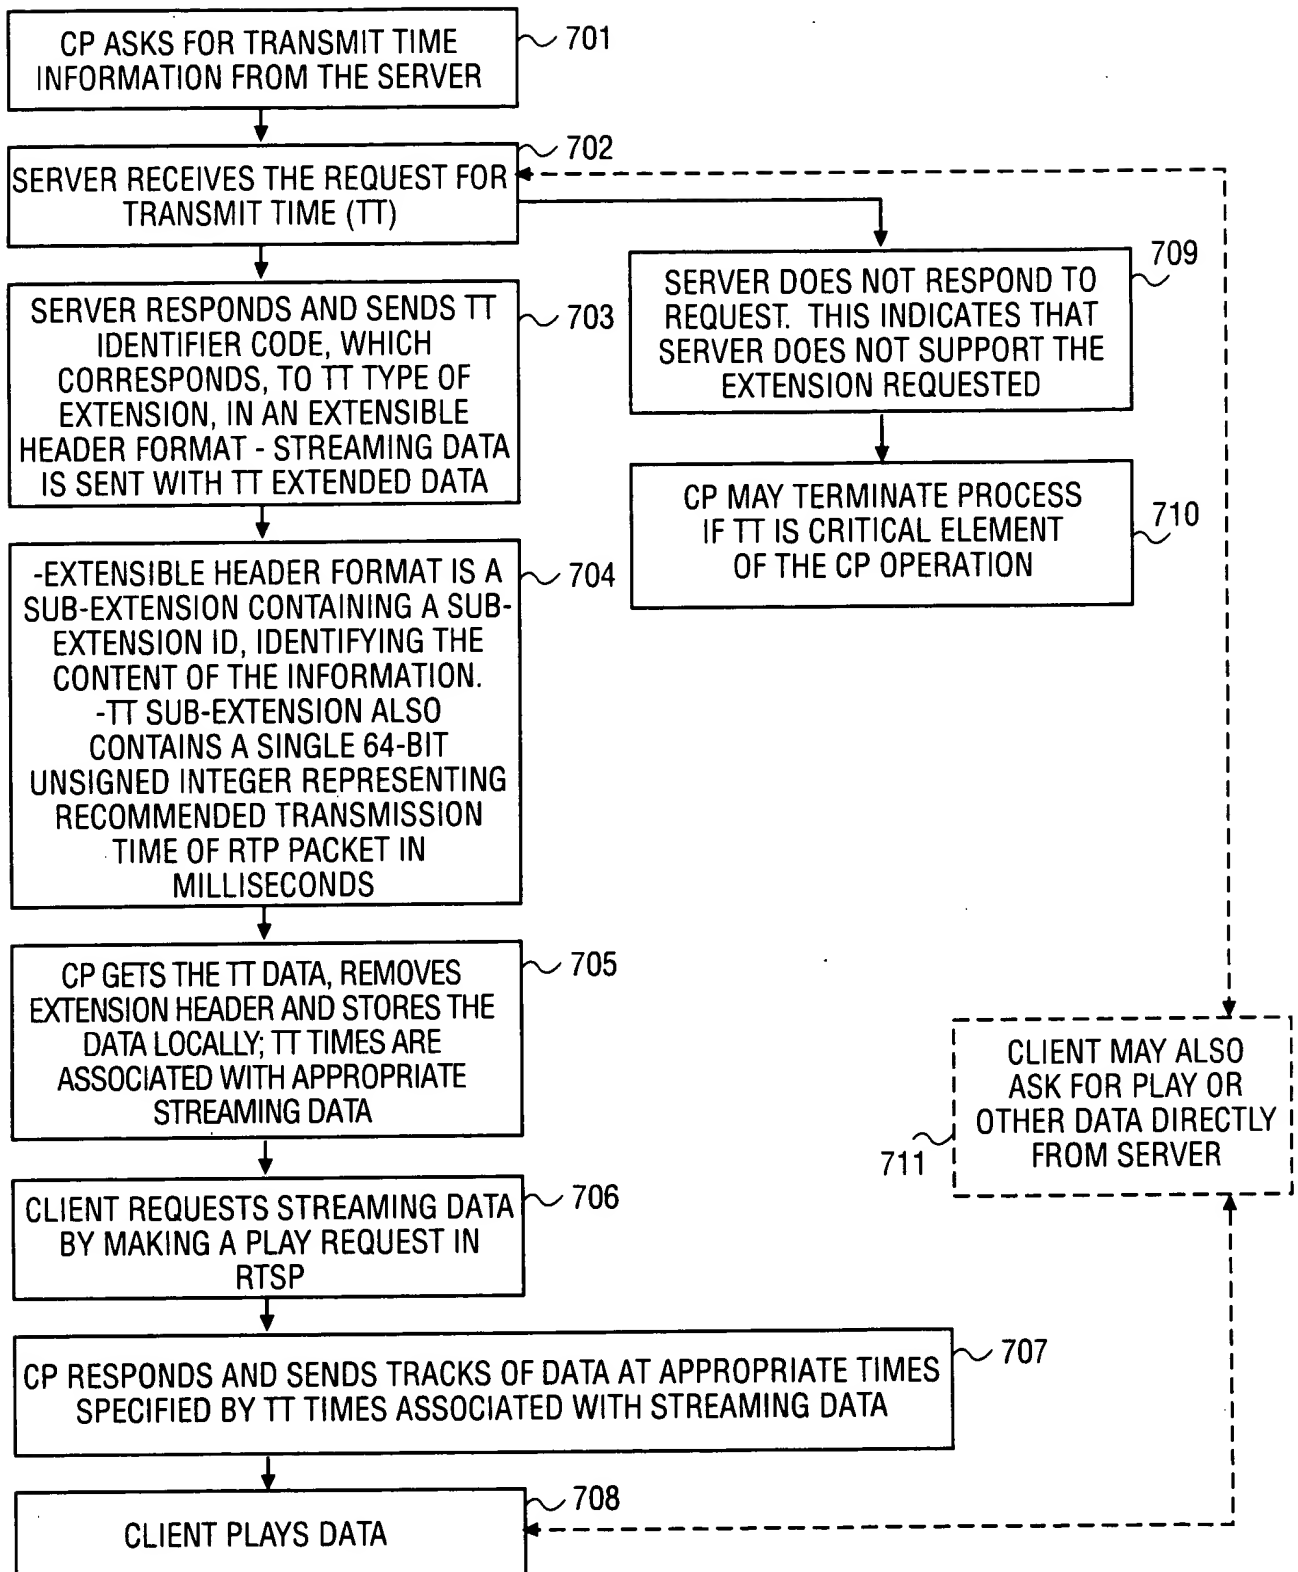 CP ASKS FOR TRANSMIT TIME
INFORMATION FROM THE SERVER
701
SERVER RECEIVES THE REQUEST FOR
TRANSMIT TIME (TT)
702
SERVER RESPONDS AND SENDS TT
IDENTIFIER CODE, WHICH
CORRESPONDS, TO TT TYPE OF
EXTENSION, IN AN EXTENSIBLE
HEADER FORMAT - STREAMING DATA
IS SENT WITH TT EXTENDED DATA
703
SERVER DOES NOT RESPOND TO
REQUEST. THIS INDICATES THAT
SERVER DOES NOT SUPPORT THE
EXTENSION REQUESTED
709
CP MAY TERMINATE PROCESS
IF TT IS CRITICAL ELEMENT
OF THE CP OPERATION
710
-EXTENSIBLE HEADER FORMAT IS A
SUB-EXTENSION CONTAINING A SUB-
EXTENSION ID, IDENTIFYING THE
CONTENT OF THE INFORMATION.
-TT SUB-EXTENSION ALSO
CONTAINS A SINGLE 64-BIT
UNSIGNED INTEGER REPRESENTING
RECOMMENDED TRANSMISSION
TIME OF RTP PACKET IN
MILLISECONDS
704
CP GETS THE TT DATA, REMOVES
EXTENSION HEADER AND STORES THE
DATA LOCALLY; TT TIMES ARE
ASSOCIATED WITH APPROPRIATE
STREAMING DATA
705
CLIENT MAY ALSO
ASK FOR PLAY OR
OTHER DATA DIRECTLY
FROM SERVER
711
CLIENT REQUESTS STREAMING DATA
BY MAKING A PLAY REQUEST IN
RTSP
706
CP RESPONDS AND SENDS TRACKS OF DATA AT APPROPRIATE TIMES
SPECIFIED BY TT TIMES ASSOCIATED WITH STREAMING DATA
707
CLIENT PLAYS DATA
708